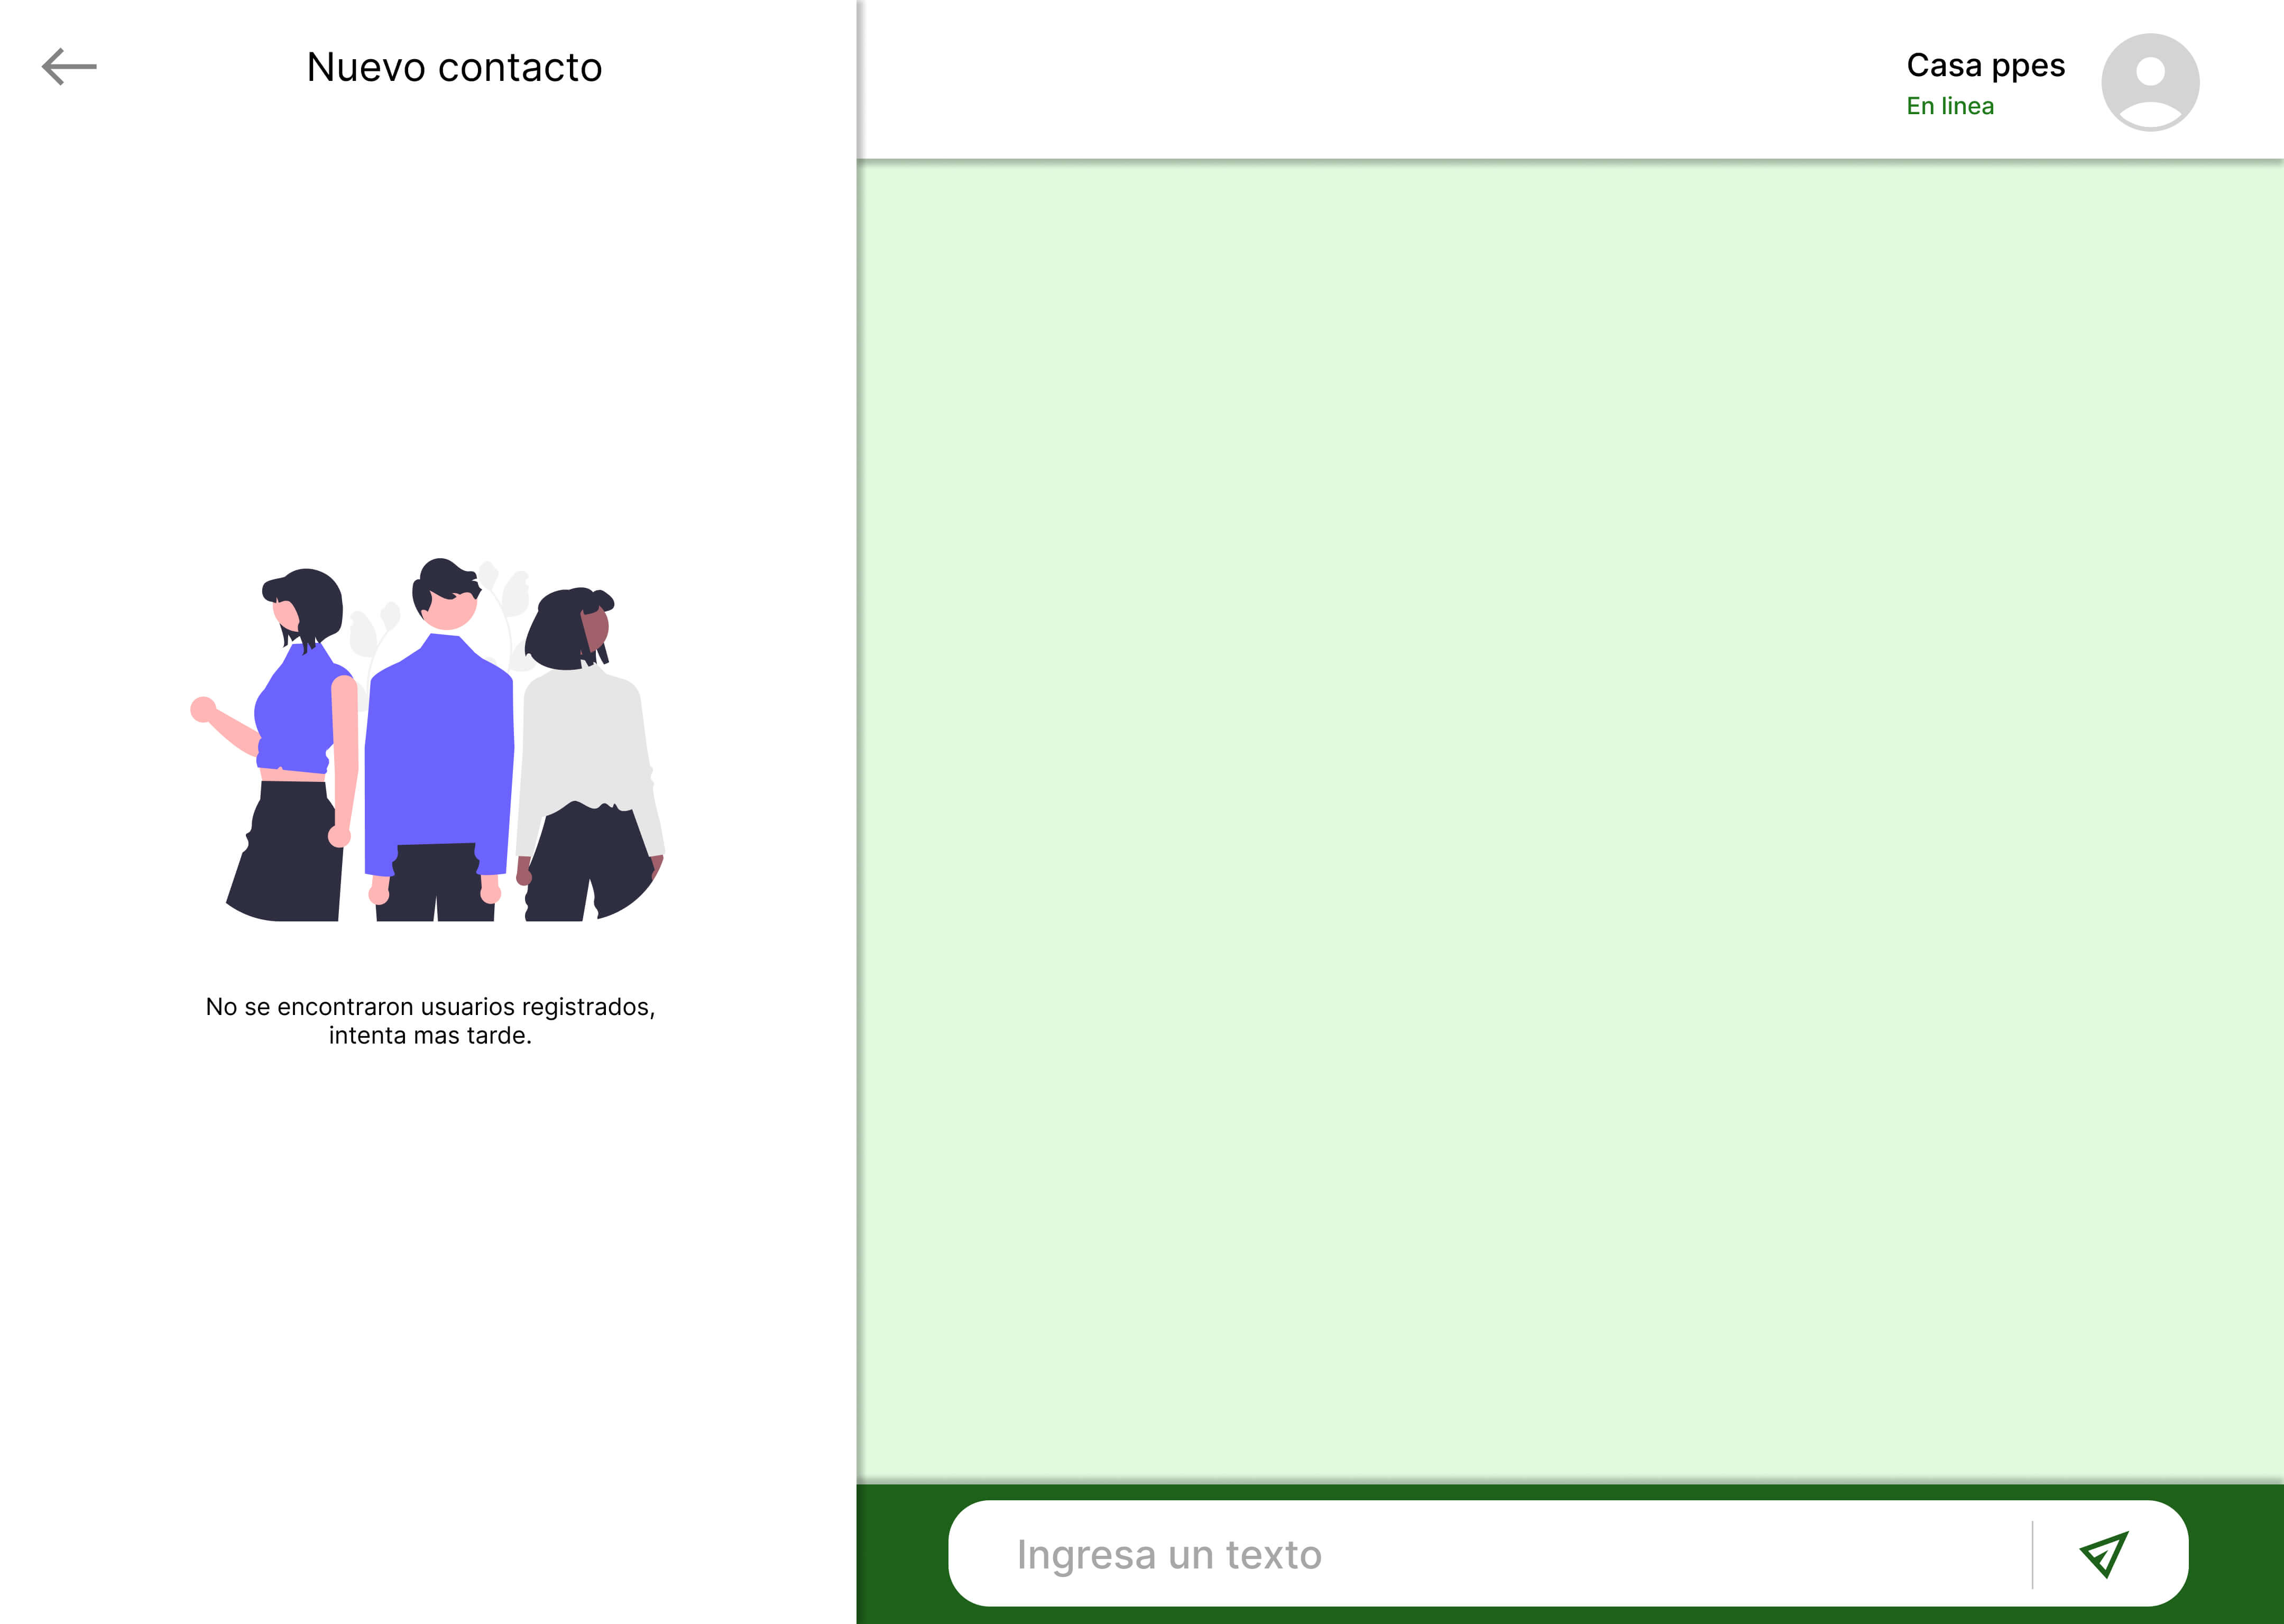 Nuevo contacto
Casa ppes
En linea
No se encontraron usuarios registrados,
intenta mas tarde.
Ingresa un texto